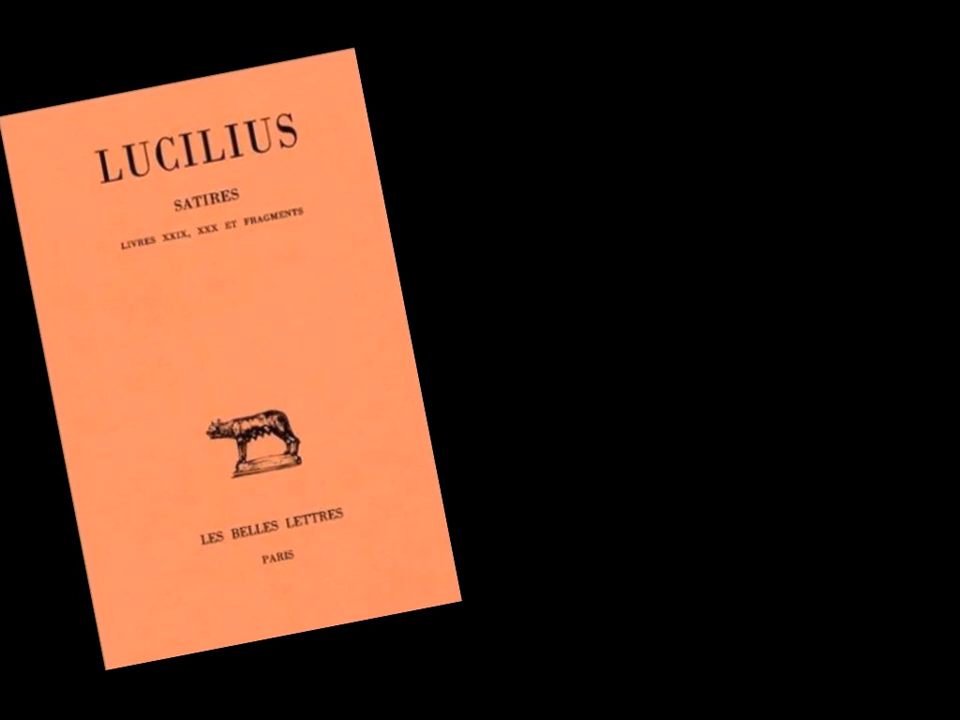 LUCILIUS
SATIRES
LIVRES XXIX, XXX ET FRAGMENTS
LES BELLES LETTRES
PARIS